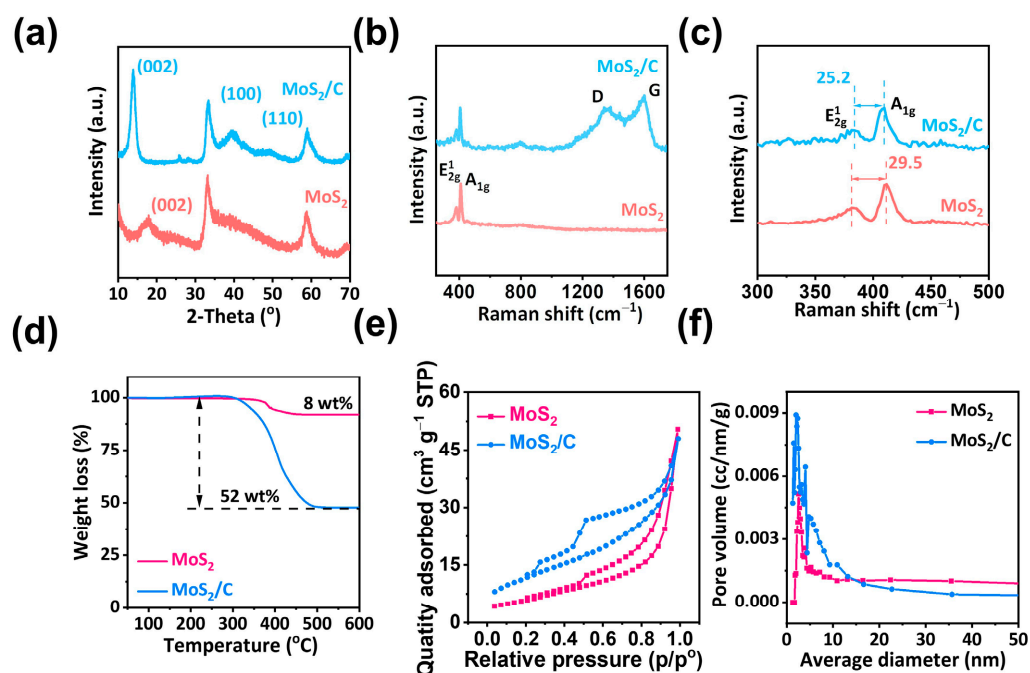 (a)
(002)
MoS₂/C
(100)
(110)
(002)
MoS₂
Intensity (a.u.)
10 20 30 40 50 60 70
2-Theta (°)
(b)
MoS₂/C
D
G
E¹₂g A₁g
MoS₂
Intensity (a.u.)
400 800 1200 1600
Raman shift (cm⁻¹)
(c)
25.2
E¹₂g
A₁g
MoS₂/C
29.5
MoS₂
Intensity (a.u.)
300 350 400 450 500
Raman shift (cm⁻¹)
(d)
125
100
75
50
25
0
8 wt%
52 wt%
MoS₂
MoS₂/C
Weight loss (%)
100 200 300 400 500 600
Temperature (°C)
(e)
60
45
30
15
0
MoS₂
MoS₂/C
Quatity adsorbed (cm³ g⁻¹ STP)
0.0 0.2 0.4 0.6 0.8 1.0
Relative pressure (p/p°)
(f)
0.009
0.006
0.003
0.000
MoS₂
MoS₂/C
Pore volume (cc/nm/g)
0 10 20 30 40 50
Average diameter (nm)